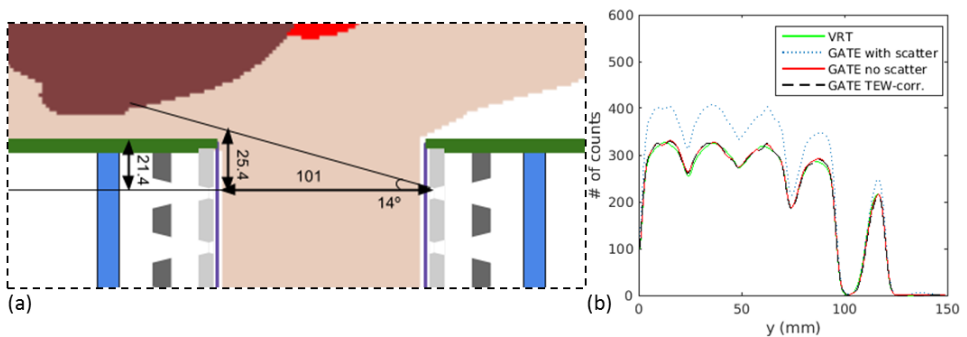 21.4
25.4
101
14º
(a)
(b)
600
500
400
300
200
100
0
# of counts
VRT
GATE with scatter
GATE no scatter
GATE TEW-corr.
0
50
100
150
y (mm)